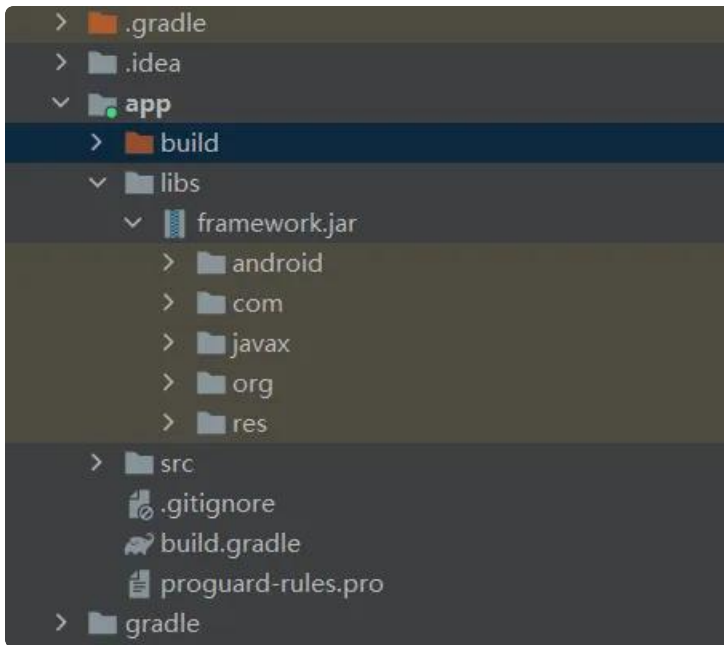 .gradle
.idea
app
build
libs
framework.jar
android
com
javax
org
res
src
.gitignore
build.gradle
proguard-rules.pro
gradle